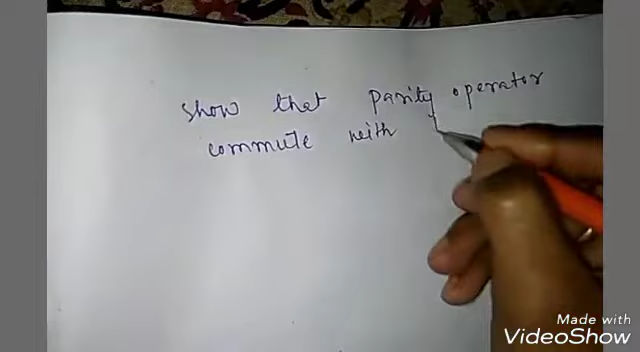 show that parity operator
commute with
Made with
VideoShow